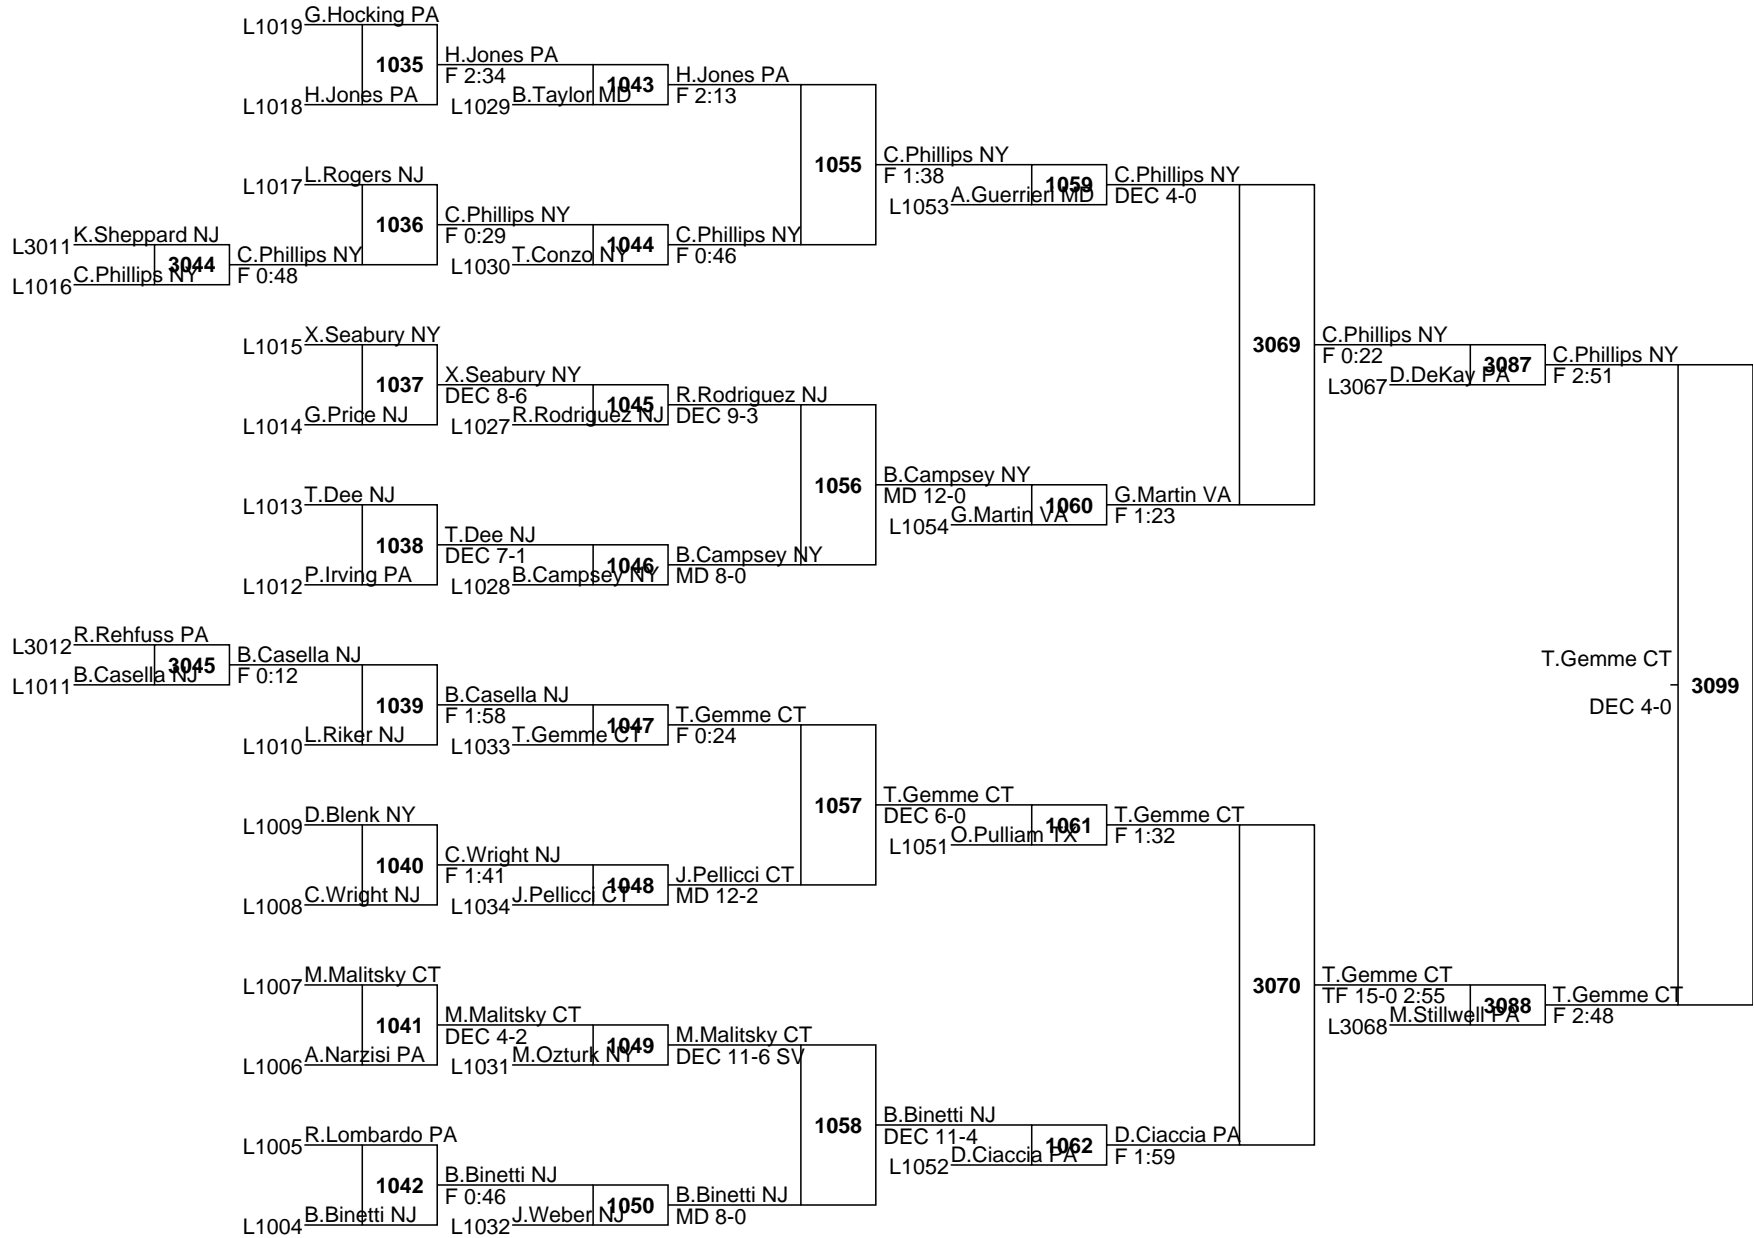 L1019 G.Hocking PA
1035
H.Jones PA
F 2:34
L1018 H.Jones PA
1043
L1029 B.Taylor MD
H.Jones PA
F 2:13
1055
L1017 L.Rogers NJ
1036
L3011 K.Sheppard NJ
3044
L1016 C.Phillips NY
C.Phillips NY
F 0:48
C.Phillips NY
F 0:29
1044
L1030 T.Conzo NY
C.Phillips NY
F 0:46
C.Phillips NY
F 1:38
1059
L1053 A.Guerrieri MD
C.Phillips NY
DEC 4-0
L1015 X.Seabury NY
1037
L1014 G.Price NJ
X.Seabury NY
DEC 8-6
1045
L1027 R.Rodriguez NJ
R.Rodriguez NJ
DEC 9-3
1056
L1013 T.Dee NJ
1038
L1012 P.Irving PA
T.Dee NJ
DEC 7-1
1046
L1028 B.Campsey NY
B.Campsey NY
MD 8-0
B.Campsey NY
MD 12-0
1060
L1054 G.Martin VA
G.Martin VA
F 1:23
3069
C.Phillips NY
F 0:22
3087
L3067 D.DeKay PA
C.Phillips NY
F 2:51
L3012 R.Rehfuss PA
3045
L1011 B.Casella NJ
B.Casella NJ
F 0:12
1039
L1010 L.Riker NJ
B.Casella NJ
F 1:58
1047
L1033 T.Gemme CT
T.Gemme CT
F 0:24
1057
L1009 D.Blenk NY
1040
L1008 C.Wright NJ
C.Wright NJ
F 1:41
1048
L1034 J.Pellicci CT
J.Pellicci CT
MD 12-2
T.Gemme CT
DEC 6-0
1061
L1051 O.Pulliam TX
T.Gemme CT
F 1:32
L1007 M.Malitsky CT
1041
L1006 A.Narzisi PA
M.Malitsky CT
DEC 4-2
1049
L1031 M.Ozturk NY
M.Malitsky CT
DEC 11-6 SV
1058
L1005 R.Lombardo PA
1042
L1004 B.Binetti NJ
B.Binetti NJ
F 0:46
1050
L1032 J.Weber NJ
B.Binetti NJ
MD 8-0
B.Binetti NJ
DEC 11-4
1062
L1052 D.Ciaccia PA
D.Ciaccia PA
F 1:59
3070
T.Gemme CT
TF 15-0 2:55
3088
L3068 M.Stillwell PA
T.Gemme CT
F 2:48
T.Gemme CT
3099
DEC 4-0